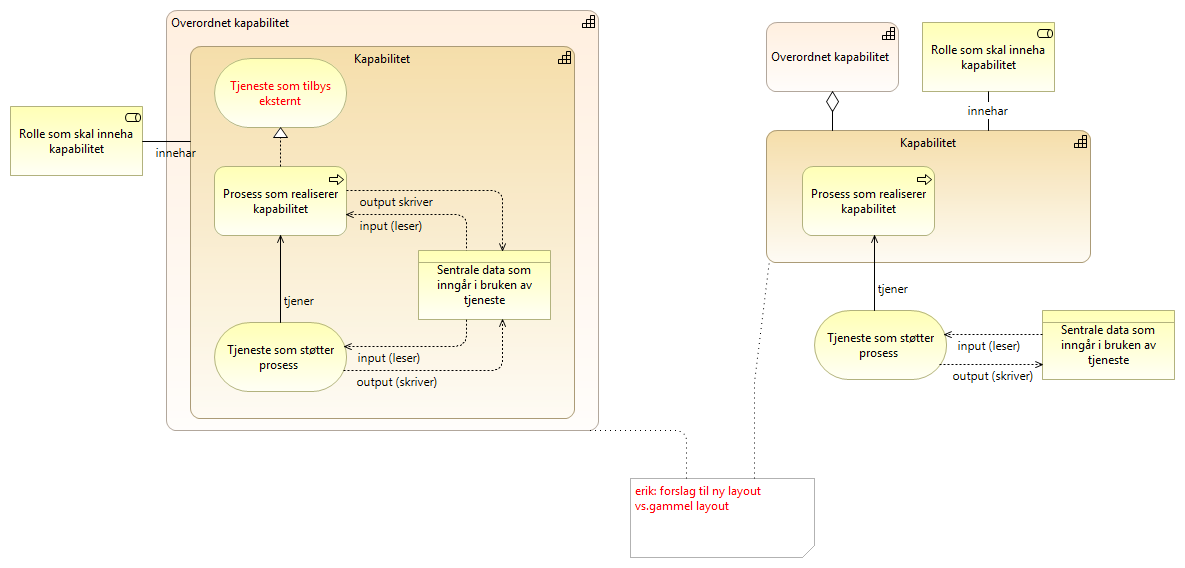 Overordnet kapabilitet
Kapabilitet
Tjeneste som tilbys
eksternt
Rolle som skal inneha
kapabilitet
innehar
Prosess som realiserer
kapabilitet
output skriver
input (leser)
Sentrale data som
inngår i bruken av
tjeneste
tjener
Tjeneste som støtter
prosess
input (leser)
output (skriver)
Overordnet kapabilitet
Rolle som skal inneha
kapabilitet
innehar
Kapabilitet
Prosess som realiserer
kapabilitet
tjener
Tjeneste som støtter
prosess
input (leser)
output (skriver)
Sentrale data som
inngår i bruken av
tjeneste
erik: forslag til ny layout
vs.gammel layout